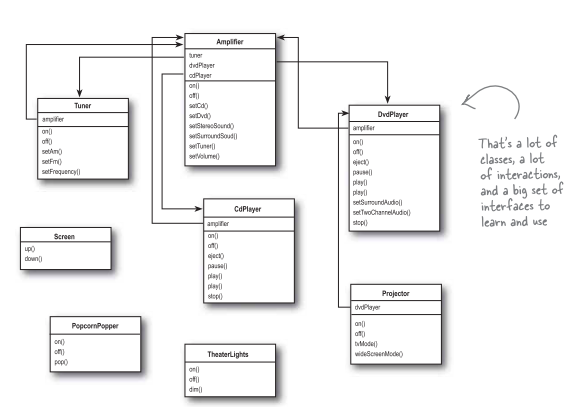 Amplifier
tuner
dvdPlayer
cdPlayer
on()
off()
setCd()
setDvd()
setStereoSound()
setSurroundSoud()
setTuner()
setVolume()
Tuner
amplifier
on()
off()
setAm()
setFm()
setFrequency()
DvdPlayer
amplifier
on()
off()
eject()
pause()
play()
play()
setSurroundAudio()
setTwoChannelAudio()
stop()
That's a lot of
classes, a lot
of interactions,
and a big set of
interfaces to
learn and use
CdPlayer
amplifier
on()
off()
eject()
pause()
play()
play()
stop()
Screen
up()
down()
Projector
dvdPlayer
on()
off()
tvMode()
wideScreenMode()
PopcornPopper
on()
off()
pop()
TheaterLights
on()
off()
dim()